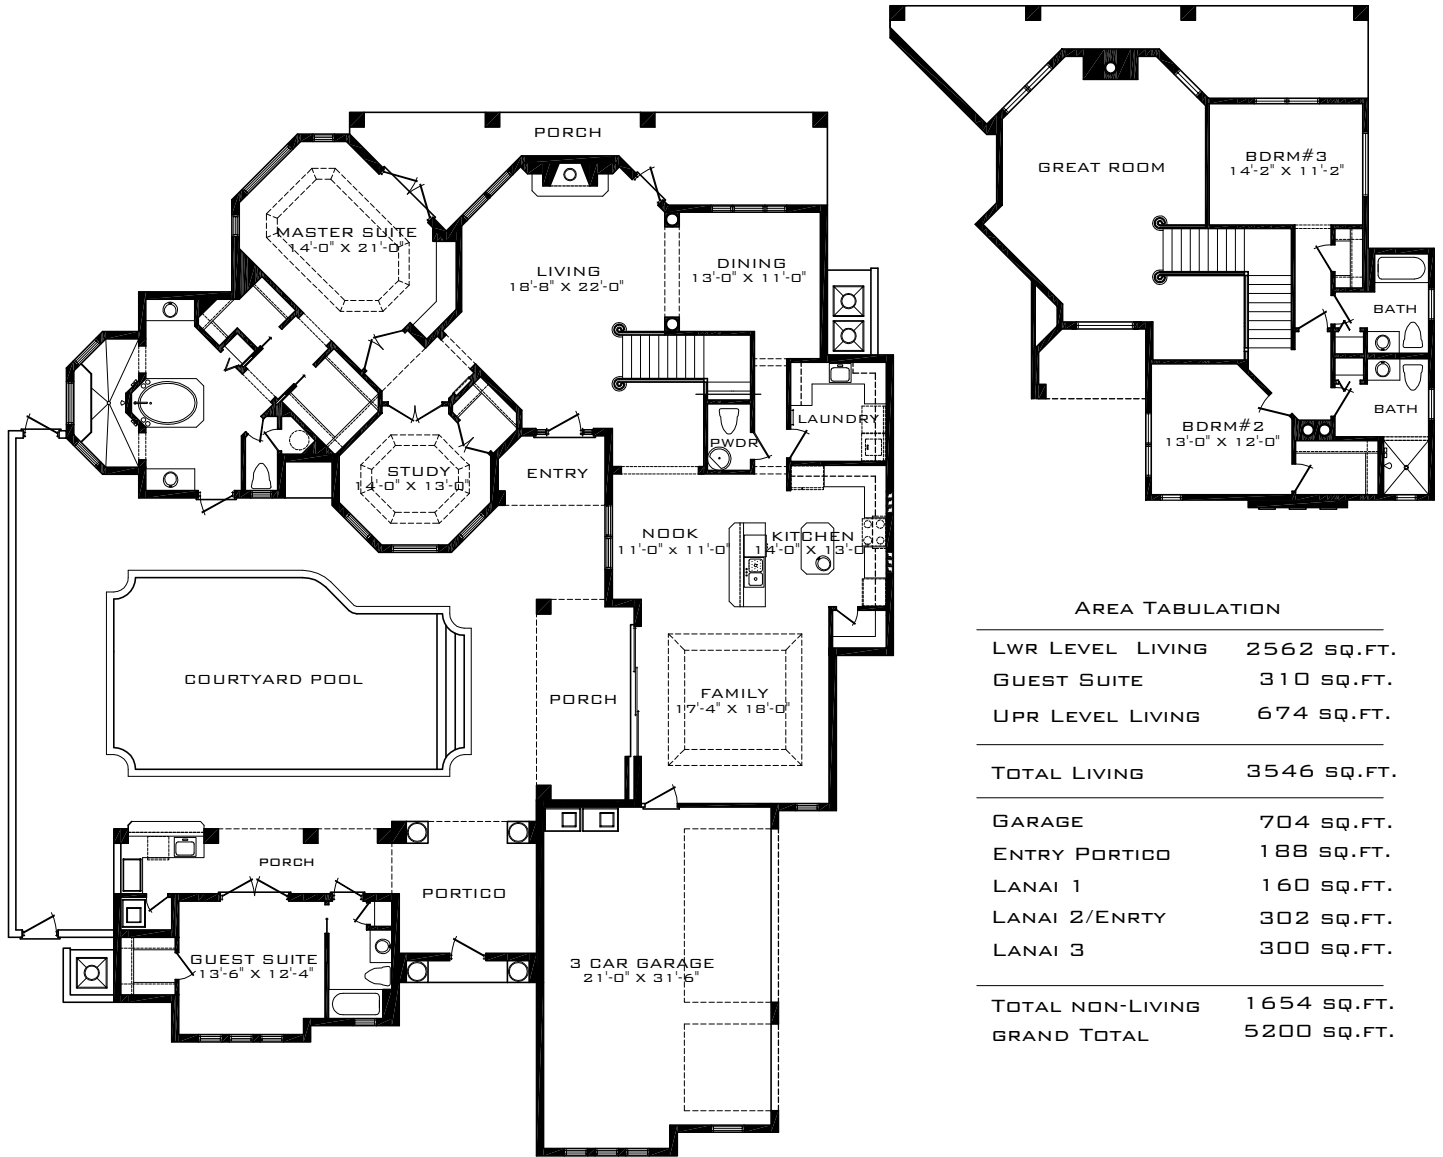 PORCH
MASTER SUITE
14'-0" X 21'-0"
LIVING
18'-8" X 22'-0"
DINING
13'-0" X 11'-0"
LAUNDRY
PWDR
STUDY
14'-0" X 13'-0"
ENTRY
NOOK
11'-0" X 11'-0"
KITCHEN
14'-0" X 13'-0"
COURTYARD POOL
PORCH
FAMILY
17'-4" X 18'-0"
PORCH
PORTICO
GUEST SUITE
13'-6" X 12'-4"
3 CAR GARAGE
21'-0" X 31'-6"
GREAT ROOM
BDRM#3
14'-2" X 11'-2"
BATH
BATH
BDRM#2
13'-0" X 12'-0"
AREA TABULATION
LWR LEVEL LIVING 2562 SQ.FT.
GUEST SUITE 310 SQ.FT.
UPR LEVEL LIVING 674 SQ.FT.
TOTAL LIVING 3546 SQ.FT.
GARAGE 704 SQ.FT.
ENTRY PORTICO 188 SQ.FT.
LANAI 1 160 SQ.FT.
LANAI 2/ENRTY 302 SQ.FT.
LANAI 3 300 SQ.FT.
TOTAL NON-LIVING 1654 SQ.FT.
GRAND TOTAL 5200 SQ.FT.